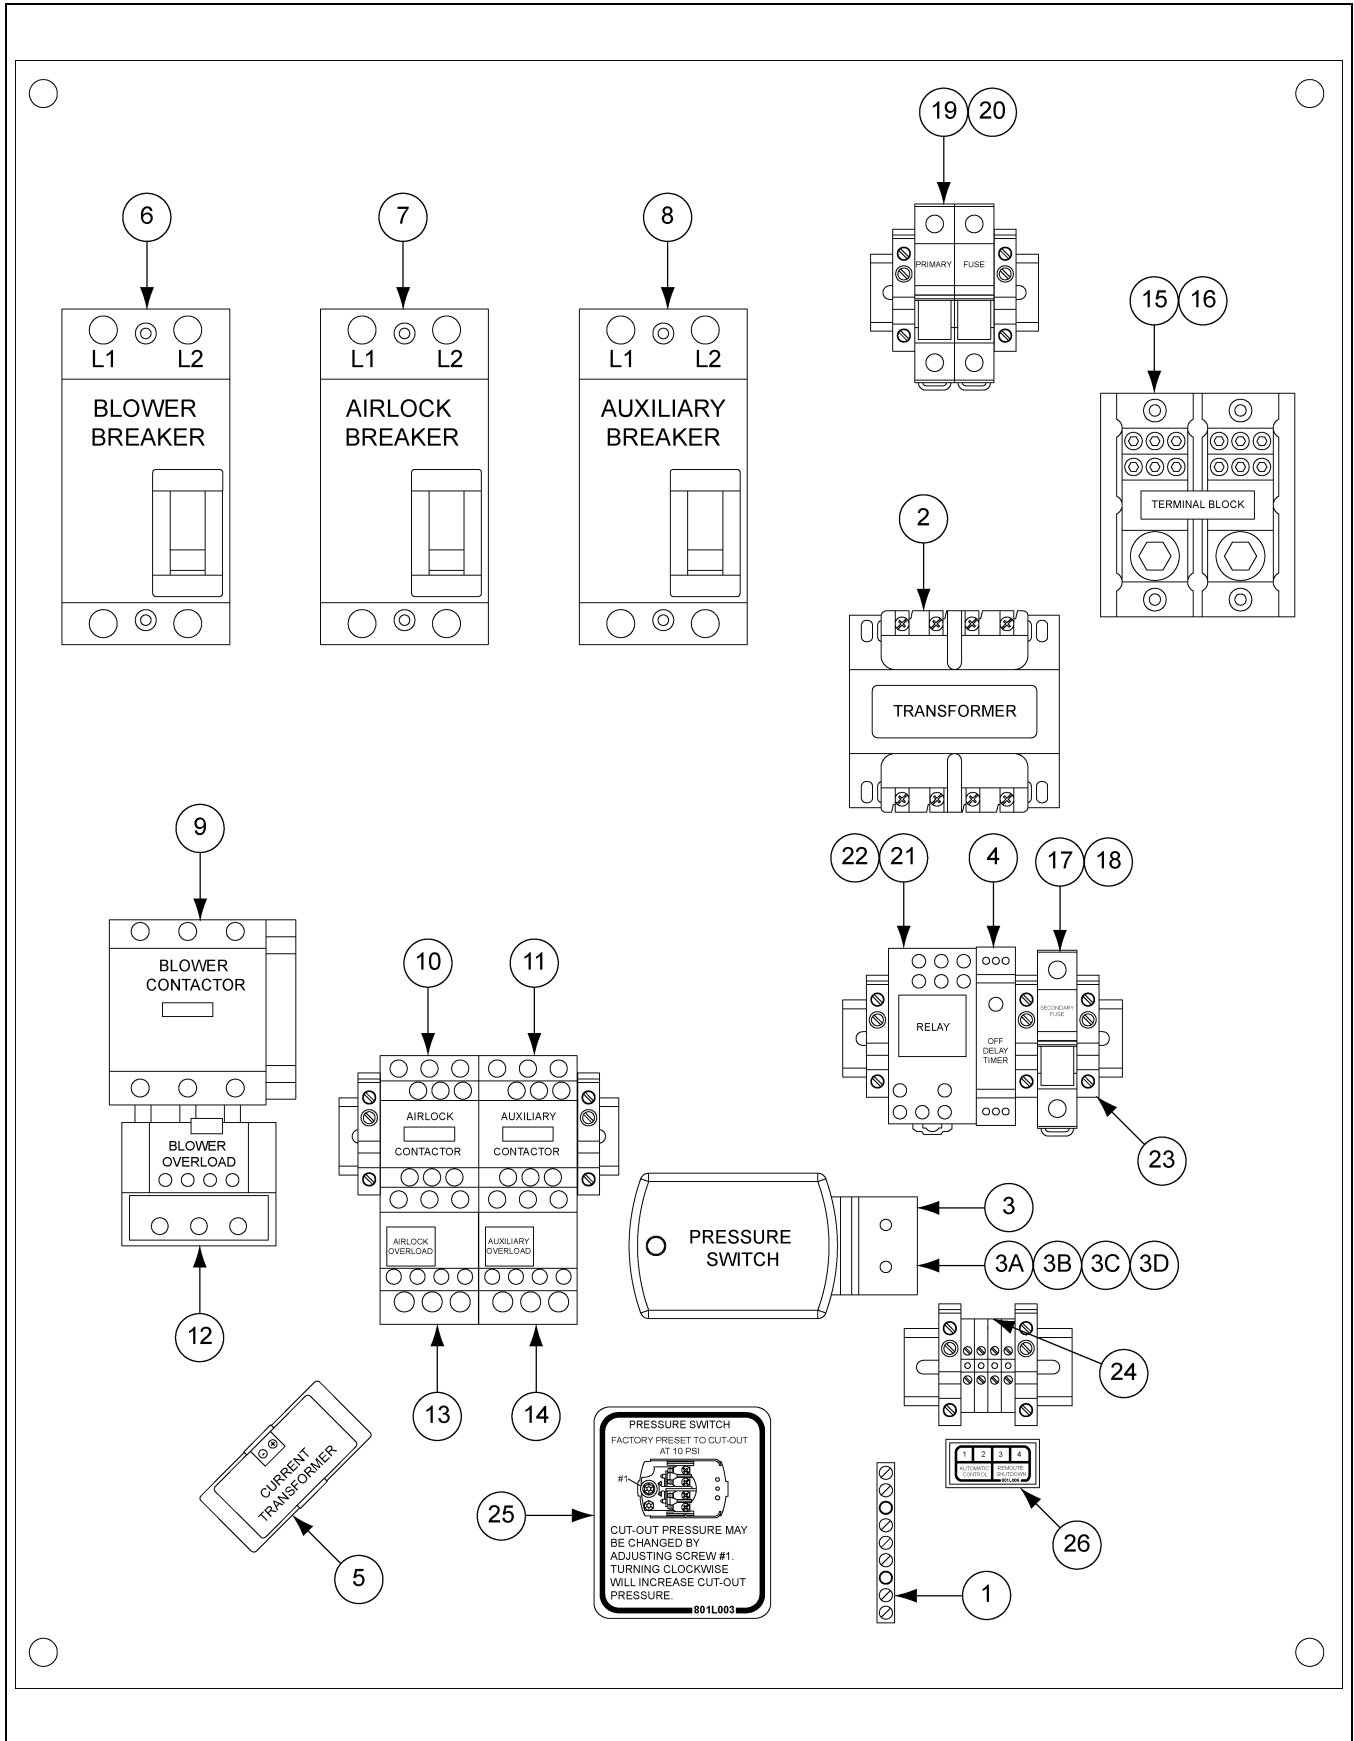 19 20
6 7 8
PRIMARY FUSE
15 16
L1 L2
L1 L2
L1 L2
BLOWER
BREAKER
AIRLOCK
BREAKER
AUXILIARY
BREAKER
TERMINAL BLOCK
2
TRANSFORMER
9
22 21 4 17 18
BLOWER
CONTACTOR
10 11
RELAY
OFF
DELAY
TIMER
SECONDARY
FUSE
AIRLOCK
CONTACTOR
AUXILIARY
CONTACTOR
BLOWER
OVERLOAD
23
3
PRESSURE
SWITCH
AIRLOCK
OVERLOAD
AUXILIARY
OVERLOAD
3A 3B 3C 3D
12
24
13 14
PRESSURE SWITCH
FACTORY PRESET TO CUT-OUT
AT 10 PSI
#1
CUT-OUT PRESSURE MAY
BE CHANGED BY
ADJUSTING SCREW #1.
TURNING CLOCKWISE
WILL INCREASE CUT-OUT
PRESSURE.
801L003
25
CURRENT
TRANSFORMER
5
1 2 3 4
AUTOMATIC
CONTROL
REMOUTE
SHUTDOWN
801L006
26
1